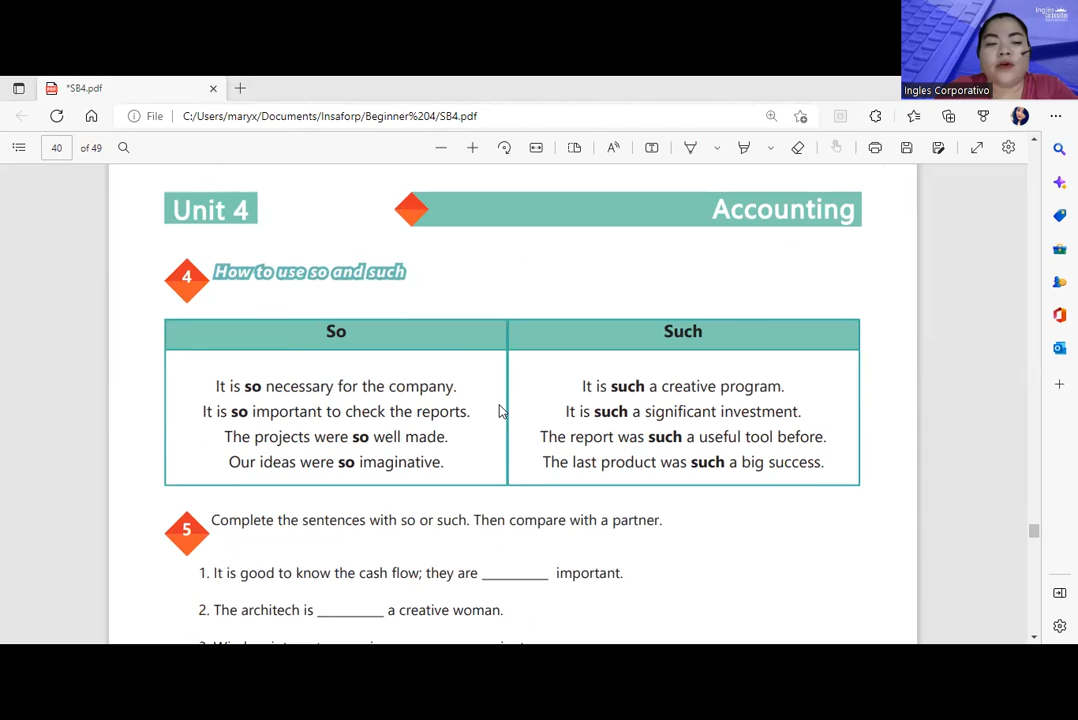 Ingles
Ingles Corporativo
*SB4.pdf
File C:/Users/maryx/Documents/Insaforp/Beginner%204/SB4.pdf
40 of 49
Unit 4
Accounting
4 How to use so and such
So Such
It is so necessary for the company.
It is so important to check the reports.
The projects were so well made.
Our ideas were so imaginative.
It is such a creative program.
It is such a significant investment.
The report was such a useful tool before.
The last product was such a big success.
5 Complete the sentences with so or such. Then compare with a partner.
1. It is good to know the cash flow; they are _________ important.
2. The architech is _________ a creative woman.